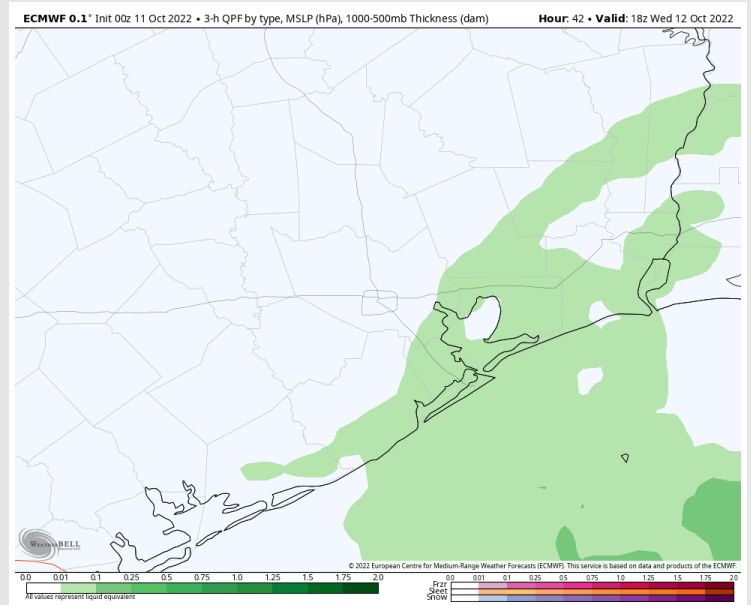 ECMWF 0.1° Init 00z 11 Oct 2022 • 3-h QPF by type, MSLP (hPa), 1000-500mb Thickness (dam) Hour: 42 • Valid: 18z Wed 12 Oct 2022
WeatherBELL
© 2022 European Centre for Medium-Range Weather Forecasts (ECMWF). This service is based on data and products of the ECMWF.
0.0 0.01 0.1 0.25 0.5 0.75 1.0 1.25 1.5 1.75 2.0
All values represent liquid equivalent
0.0 0.01 0.1 0.25 0.5 0.75 1.0 1.25 1.5 1.75 2.0
Frzr
Sleet
Snow